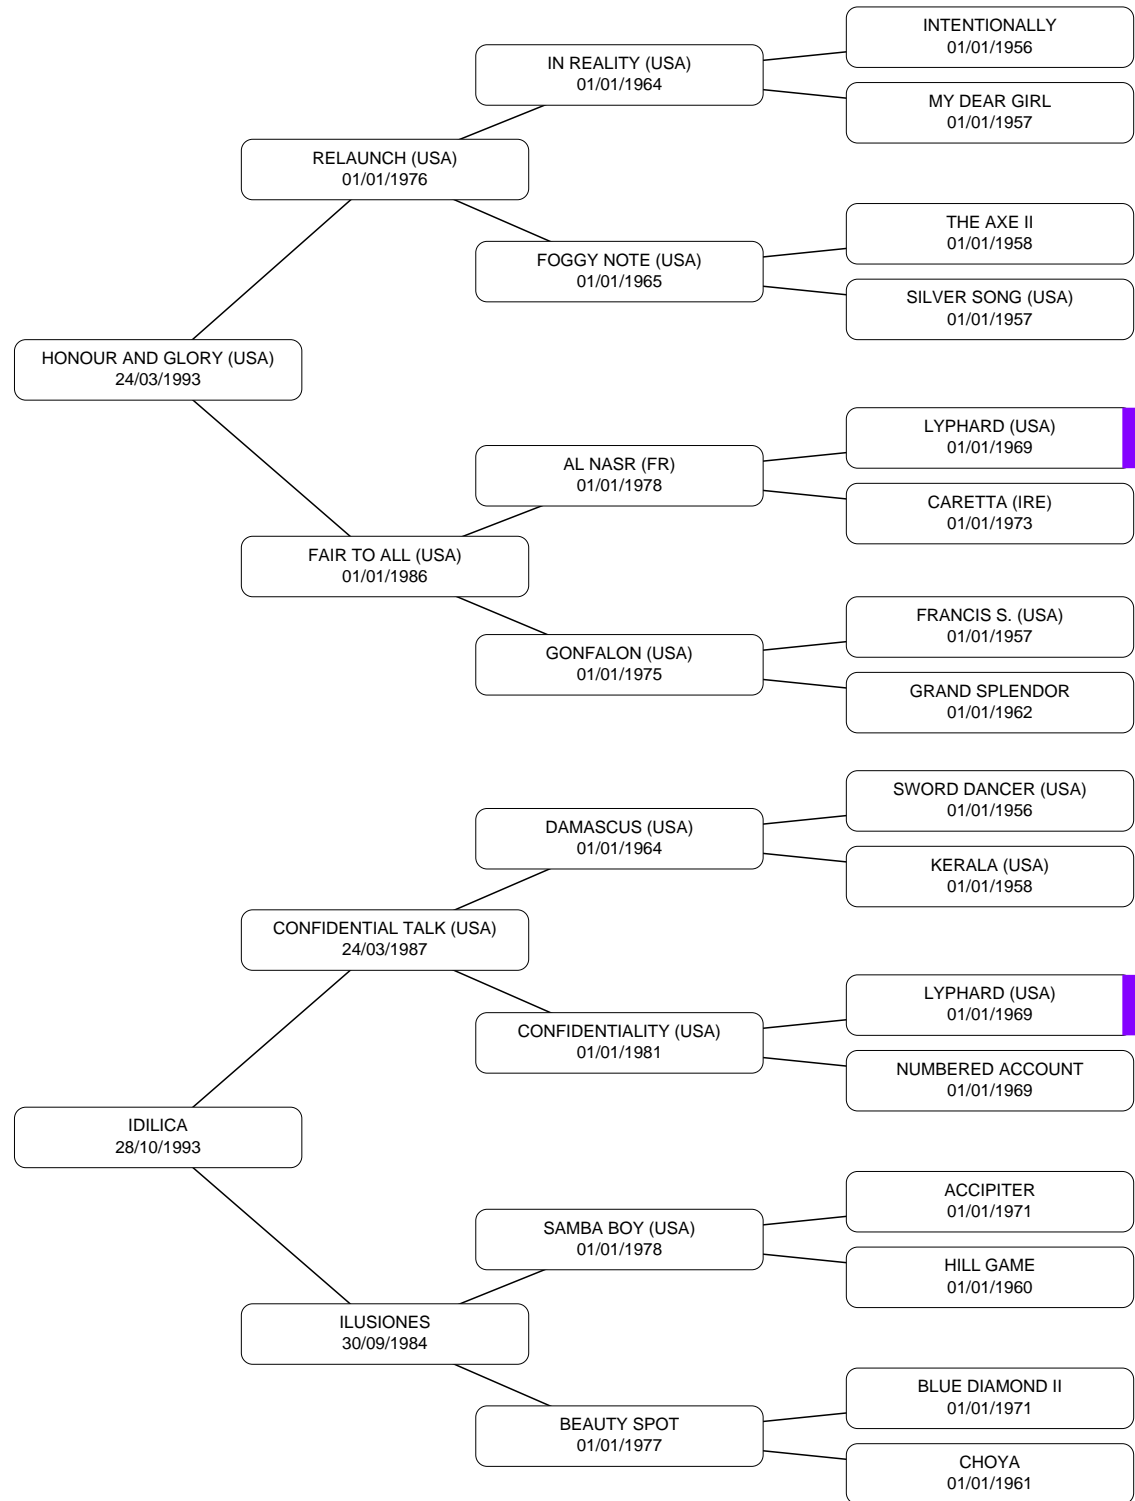 INTENTIONALLY
01/01/1956
IN REALITY (USA)
01/01/1964
MY DEAR GIRL
01/01/1957
RELAUNCH (USA)
01/01/1976
THE AXE II
01/01/1958
FOGGY NOTE (USA)
01/01/1965
SILVER SONG (USA)
01/01/1957
HONOUR AND GLORY (USA)
24/03/1993
LYPHARD (USA)
01/01/1969
AL NASR (FR)
01/01/1978
CARETTA (IRE)
01/01/1973
FAIR TO ALL (USA)
01/01/1986
FRANCIS S. (USA)
01/01/1957
GONFALON (USA)
01/01/1975
GRAND SPLENDOR
01/01/1962
SWORD DANCER (USA)
01/01/1956
DAMASCUS (USA)
01/01/1964
KERALA (USA)
01/01/1958
CONFIDENTIAL TALK (USA)
24/03/1987
LYPHARD (USA)
01/01/1969
CONFIDENTIALITY (USA)
01/01/1981
NUMBERED ACCOUNT
01/01/1969
IDILICA
28/10/1993
ACCIPITER
01/01/1971
SAMBA BOY (USA)
01/01/1978
HILL GAME
01/01/1960
ILUSIONES
30/09/1984
BLUE DIAMOND II
01/01/1971
BEAUTY SPOT
01/01/1977
CHOYA
01/01/1961